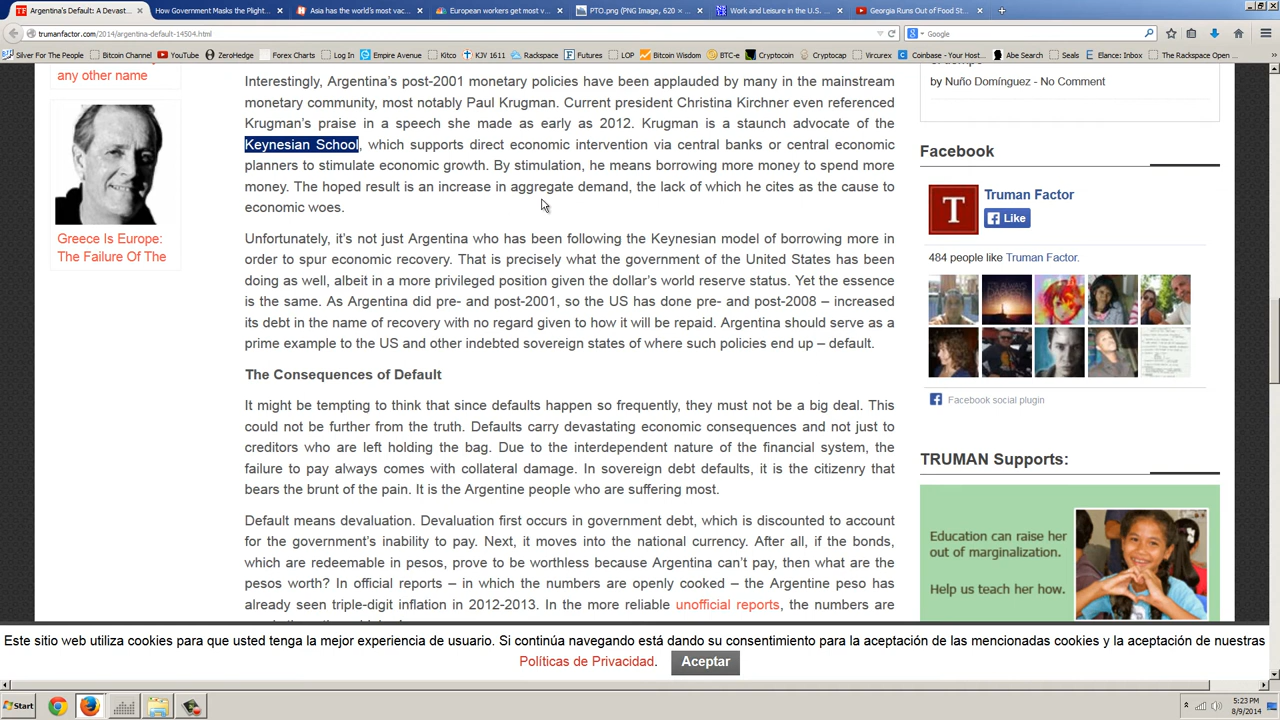 Argentina's Default: A Devast...
How Government Masks the Plight...
Asia has the world's most vac...
European workers get most v...
PTO.png (PNG Image, 620 × ...
Work and Leisure in the U.S. ...
Georgia Runs Out of Food St...
trumanfactor.com/2014/argentina-default-14504.html
Google
Silver For The People
Bitcoin Channel
YouTube
ZeroHedge
Forex Charts
Log In
Empire Avenue
Kitco
KJV 1611
Rackspace
Futures
LOP
Bitcoin Wisdom
BTC-e
Cryptocoin
Cryptsy
Vircurex
Coinbase - Your Host...
Abe Search
Seals
Elance: Inbox
The Rackspace Open ...
any other name
Greece Is Europe:
The Failure Of The
Interestingly, Argentina's post-2001 monetary policies have been applauded by many in the mainstream
monetary community, most notably Paul Krugman. Current president Christina Kirchner even referenced
Krugman's praise in a speech she made as early as 2012. Krugman is a staunch advocate of the
Keynesian School, which supports direct economic intervention via central banks or central economic
planners to stimulate economic growth. By stimulation, he means borrowing more money to spend more
money. The hoped result is an increase in aggregate demand, the lack of which he cites as the cause to
economic woes.
Unfortunately, it's not just Argentina who has been following the Keynesian model of borrowing more in
order to spur economic recovery. That is precisely what the government of the United States has been
doing as well, albeit in a more privileged position given the dollar's world reserve status. Yet the essence
is the same. As Argentina did pre- and post-2001, so the US has done pre- and post-2008 – increased
its debt in the name of recovery with no regard given to how it will be repaid. Argentina should serve as a
prime example to the US and other indebted sovereign states of where such policies end up – default.
The Consequences of Default
It might be tempting to think that since defaults happen so frequently, they must not be a big deal. This
could not be further from the truth. Defaults carry devastating economic consequences and not just to
creditors who are left holding the bag. Due to the interdependent nature of the financial system, the
failure to pay always comes with collateral damage. In sovereign debt defaults, it is the citizenry that
bears the brunt of the pain. It is the Argentine people who are suffering most.
Default means devaluation. Devaluation first occurs in government debt, which is discounted to account
for the government's inability to pay. Next, it moves into the national currency. After all, if the bonds,
which are redeemable in pesos, prove to be worthless because Argentina can't pay, then what are the
pesos worth? In official reports – in which the numbers are openly cooked – the Argentine peso has
already seen triple-digit inflation in 2012-2013. In the more reliable unofficial reports, the numbers are
by Nuño Domínguez - No Comment
Facebook
T
Truman Factor
Like
484 people like Truman Factor.
Facebook social plugin
TRUMAN Supports:
Education can raise her
out of marginalization.
Help us teach her how.
Este sitio web utiliza cookies para que usted tenga la mejor experiencia de usuario. Si continúa navegando está dando su consentimiento para la aceptación de las mencionadas cookies y la aceptación de nuestras
Políticas de Privacidad.
Aceptar
Start
5:23 PM
8/9/2014